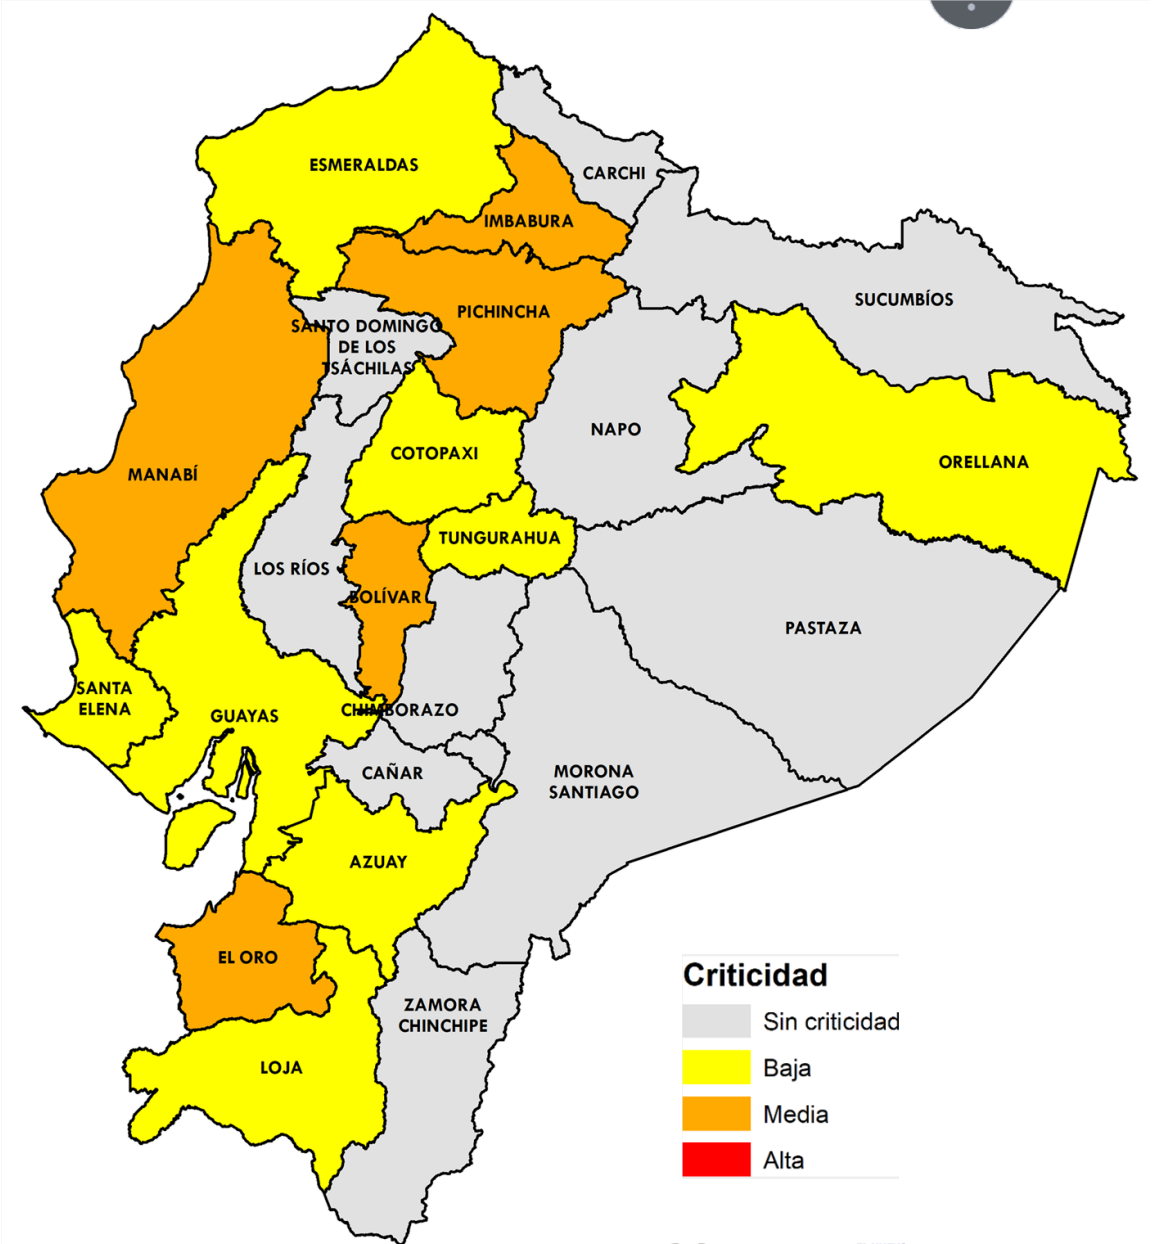 ESMERALDAS
CARCHI
IMBABURA
SUCUMBÍOS
PICHINCHA
SANTO DOMINGO
DE LOS
TSÁCHILAS
NAPO
COTOPAXI
ORELLANA
MANABÍ
TUNGURAHUA
LOS RÍOS
BOLÍVAR
PASTAZA
SANTA
ELENA
GUAYAS
CHIMBORAZO
CAÑAR
MORONA
SANTIAGO
AZUAY
EL ORO
ZAMORA
CHINCHIPE
LOJA
Criticidad
Sin criticidad
Baja
Media
Alta